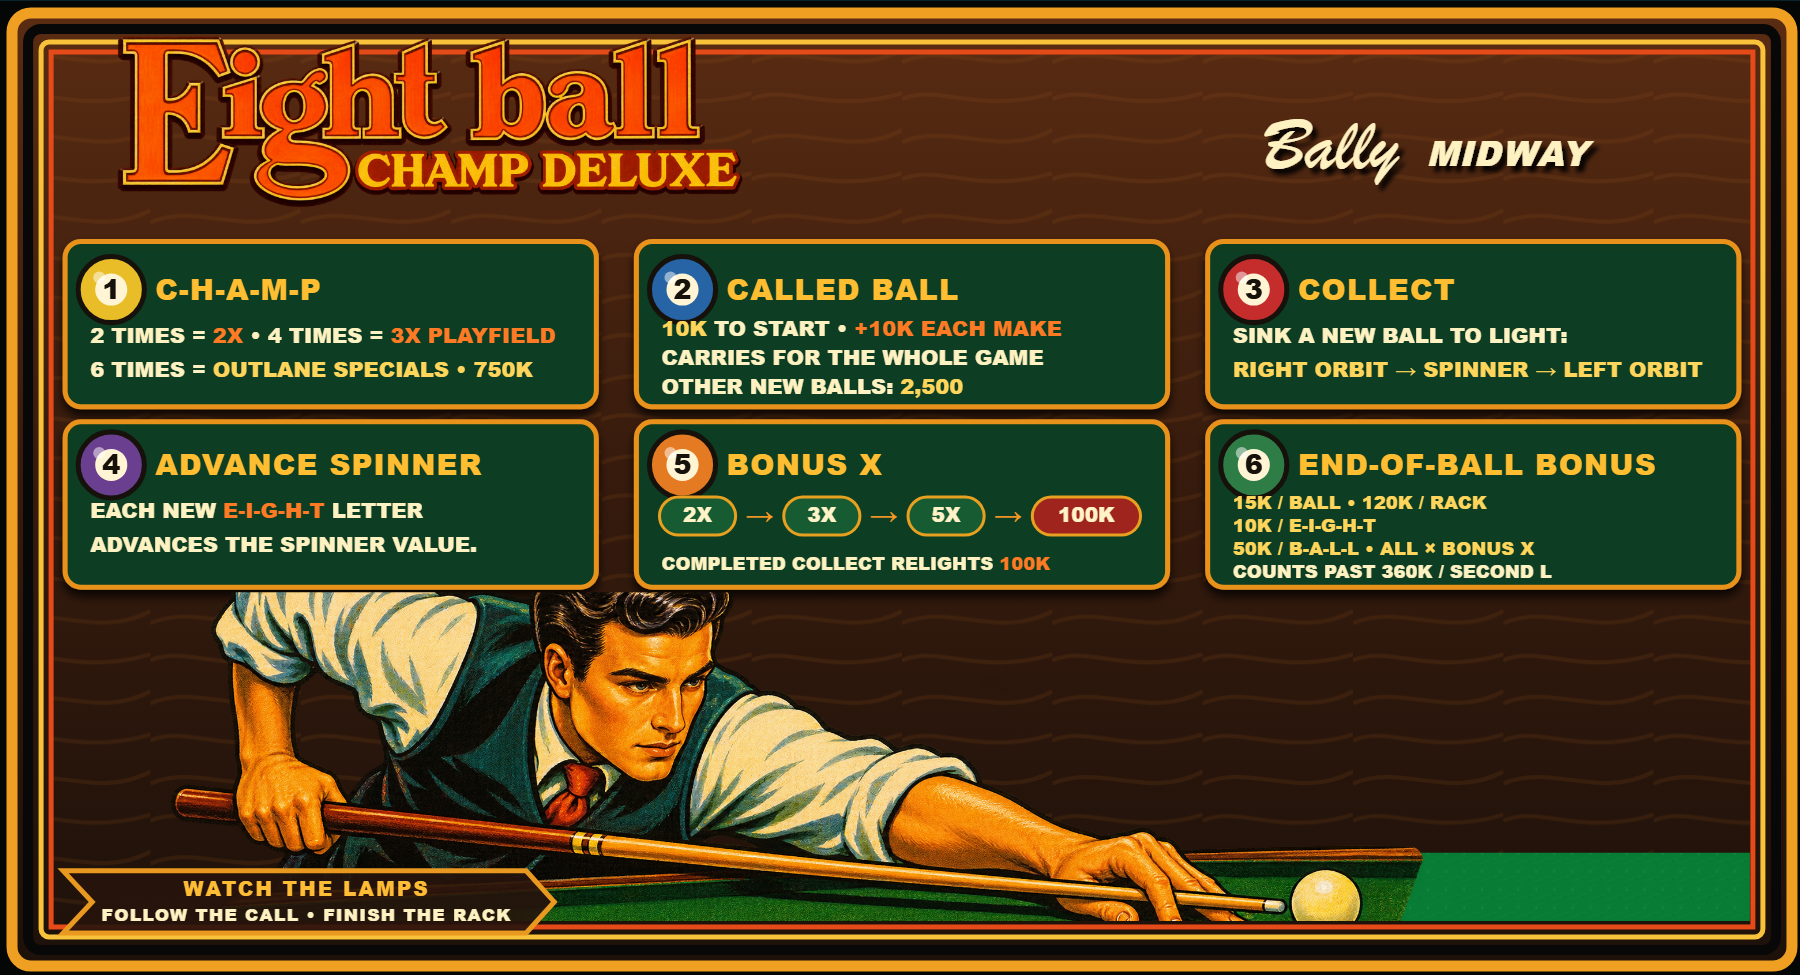 Eight ball
CHAMP DELUXE
Bally MIDWAY
1 C-H-A-M-P
2 TIMES = 2X • 4 TIMES = 3X PLAYFIELD
6 TIMES = OUTLANE SPECIALS • 750K
2 CALLED BALL
10K TO START • +10K EACH MAKE
CARRIES FOR THE WHOLE GAME
OTHER NEW BALLS: 2,500
3 COLLECT
SINK A NEW BALL TO LIGHT:
RIGHT ORBIT → SPINNER → LEFT ORBIT
4 ADVANCE SPINNER
EACH NEW E-I-G-H-T LETTER
ADVANCES THE SPINNER VALUE.
5 BONUS X
2X → 3X → 5X → 100K
COMPLETED COLLECT RELIGHTS 100K
6 END-OF-BALL BONUS
15K / BALL • 120K / RACK
10K / E-I-G-H-T
50K / B-A-L-L • ALL × BONUS X
COUNTS PAST 360K / SECOND L
WATCH THE LAMPS
FOLLOW THE CALL • FINISH THE RACK